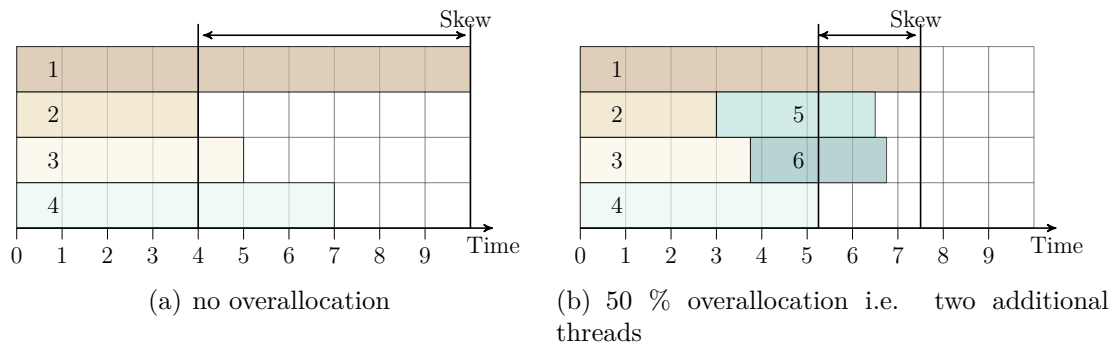 Skew
1
2
3
4
0 1 2 3 4 5 6 7 8 9
Time
(a) no overallocation
Skew
1
2 5
3 6
4
0 1 2 3 4 5 6 7 8 9
Time
(b) 50 % overallocation i.e. two additional
threads